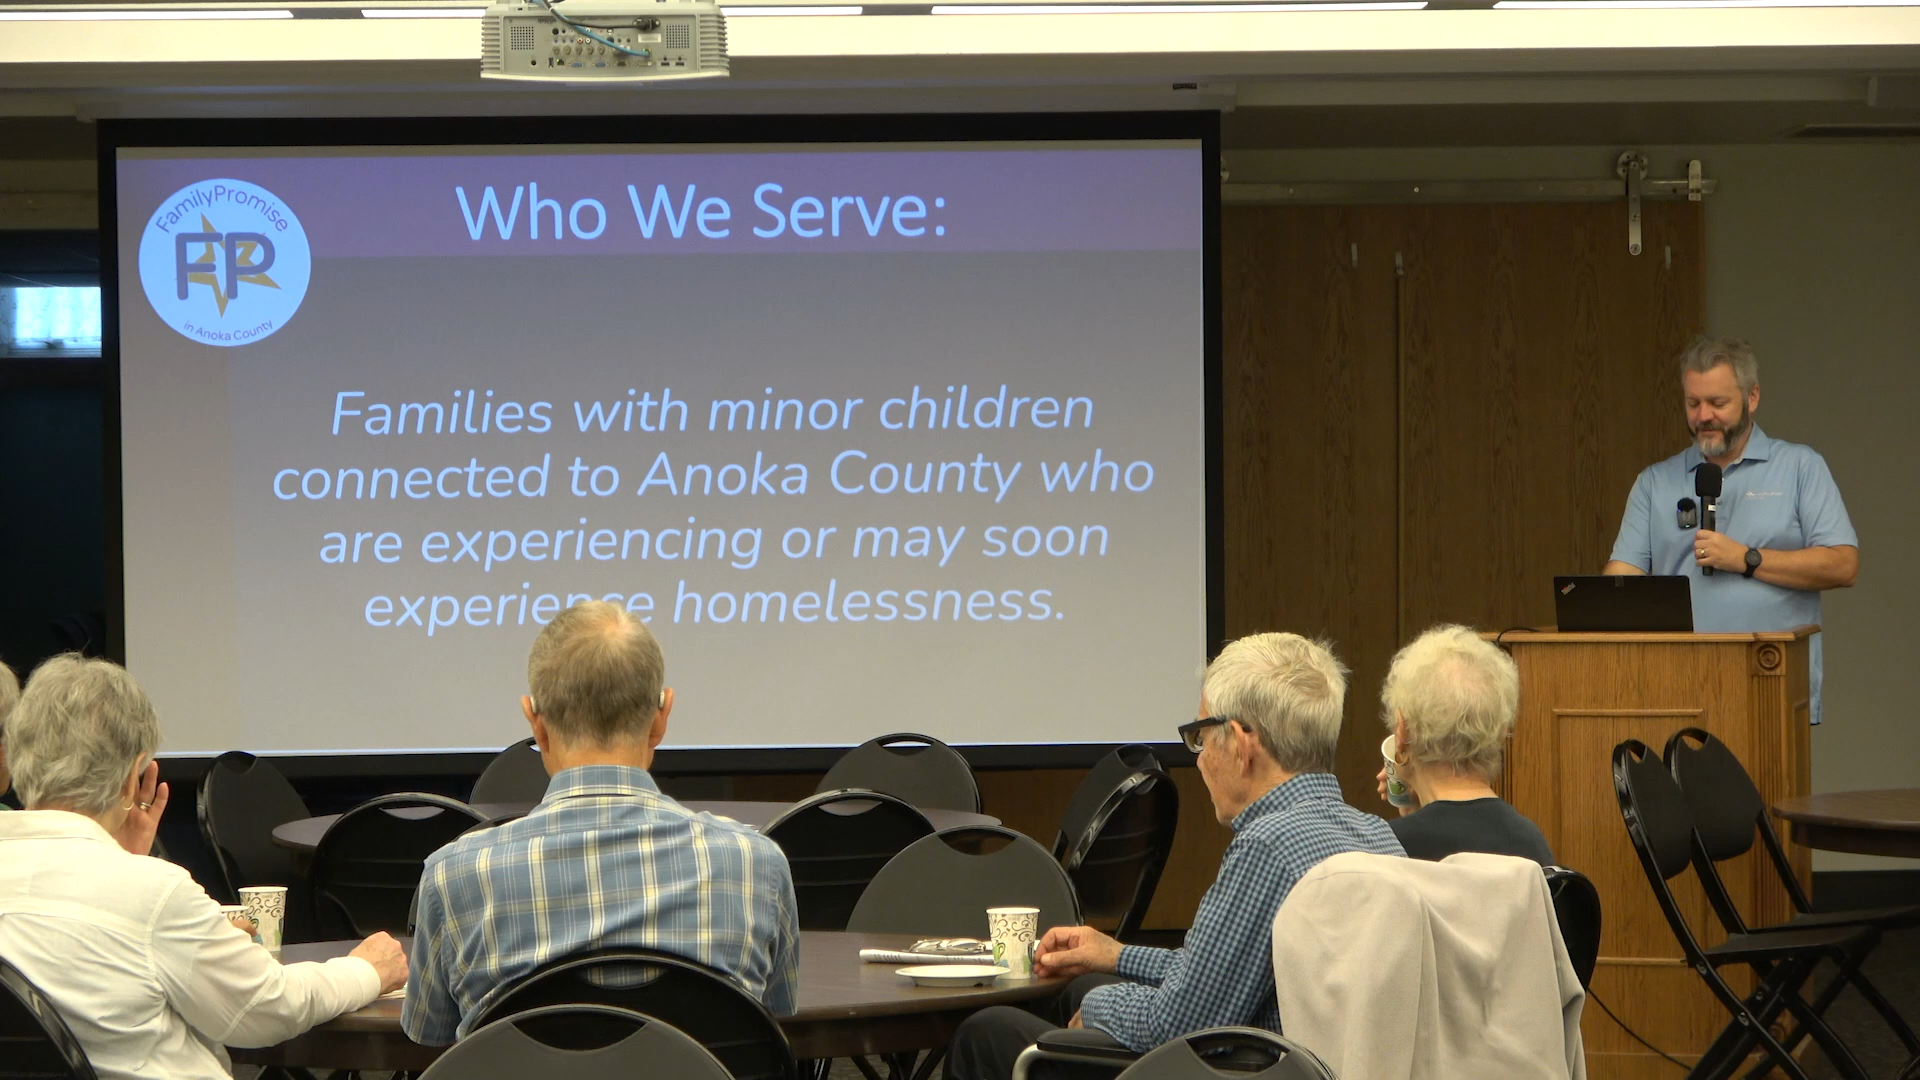 FamilyPromise
FP
in Anoka County
Who We Serve:
Families with minor children
connected to Anoka County who
are experiencing or may soon
experience homelessness.